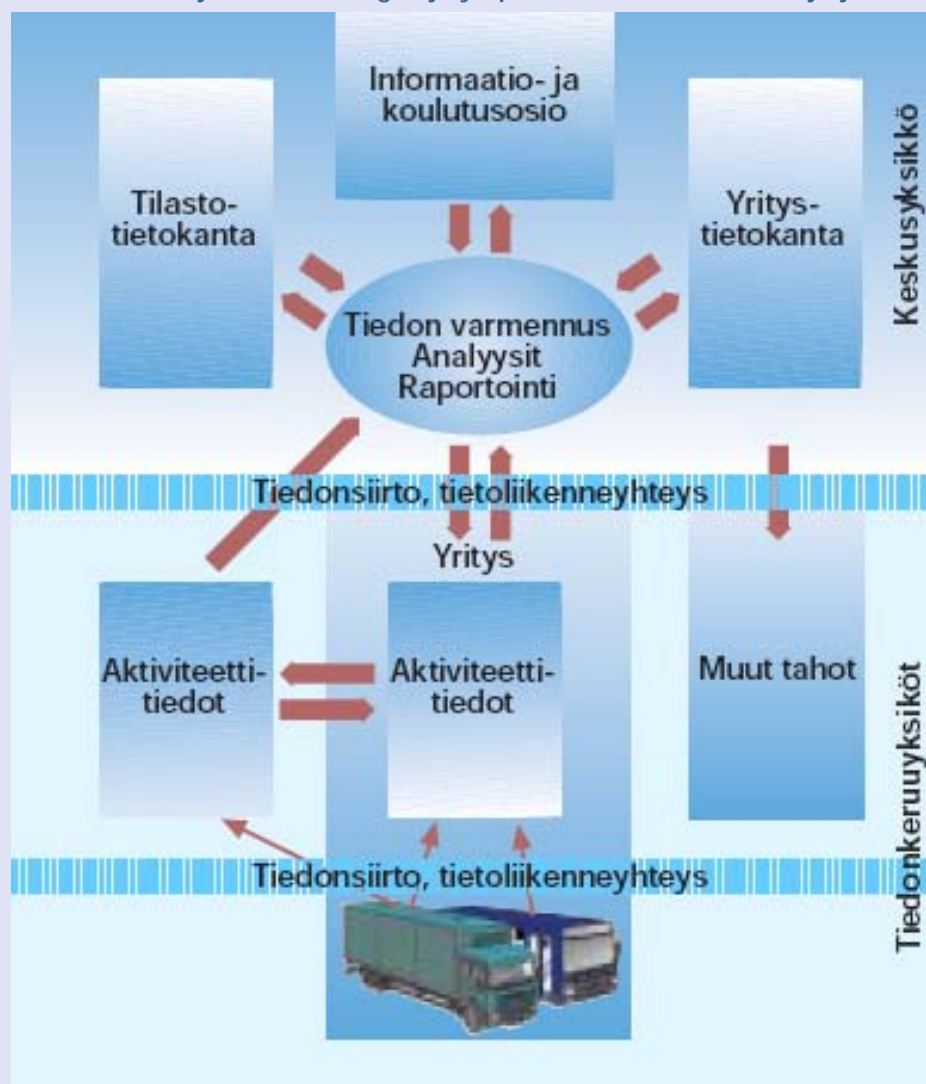 Informaatio- ja
koulutusosio
Tilasto-
tietokanta
Yritys-
tietokanta
Keskusyksikkö
Tiedon varmennus
Analyysit
Raportointi
Tiedonsiirto, tietoliikenneyhteys
Yritys
Aktiviteetti-
tiedot
Aktiviteetti-
tiedot
Muut tahot
Tiedonkeruuyksiköt
Tiedonsiirto, tietoliikenneyhteys